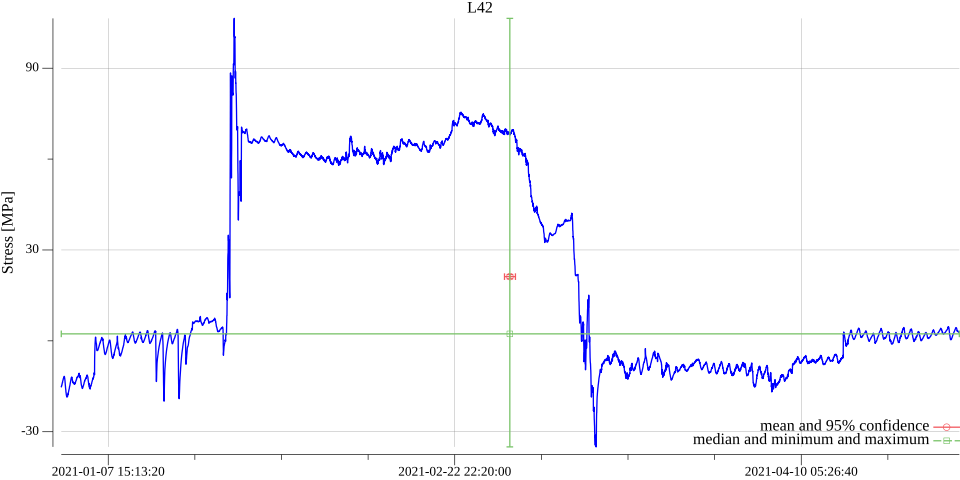 L42
90
30
-30
Stress [MPa]
mean and 95% confidence
median and minimum and maximum
2021-01-07 15:13:20
2021-02-22 22:20:00
2021-04-10 05:26:40